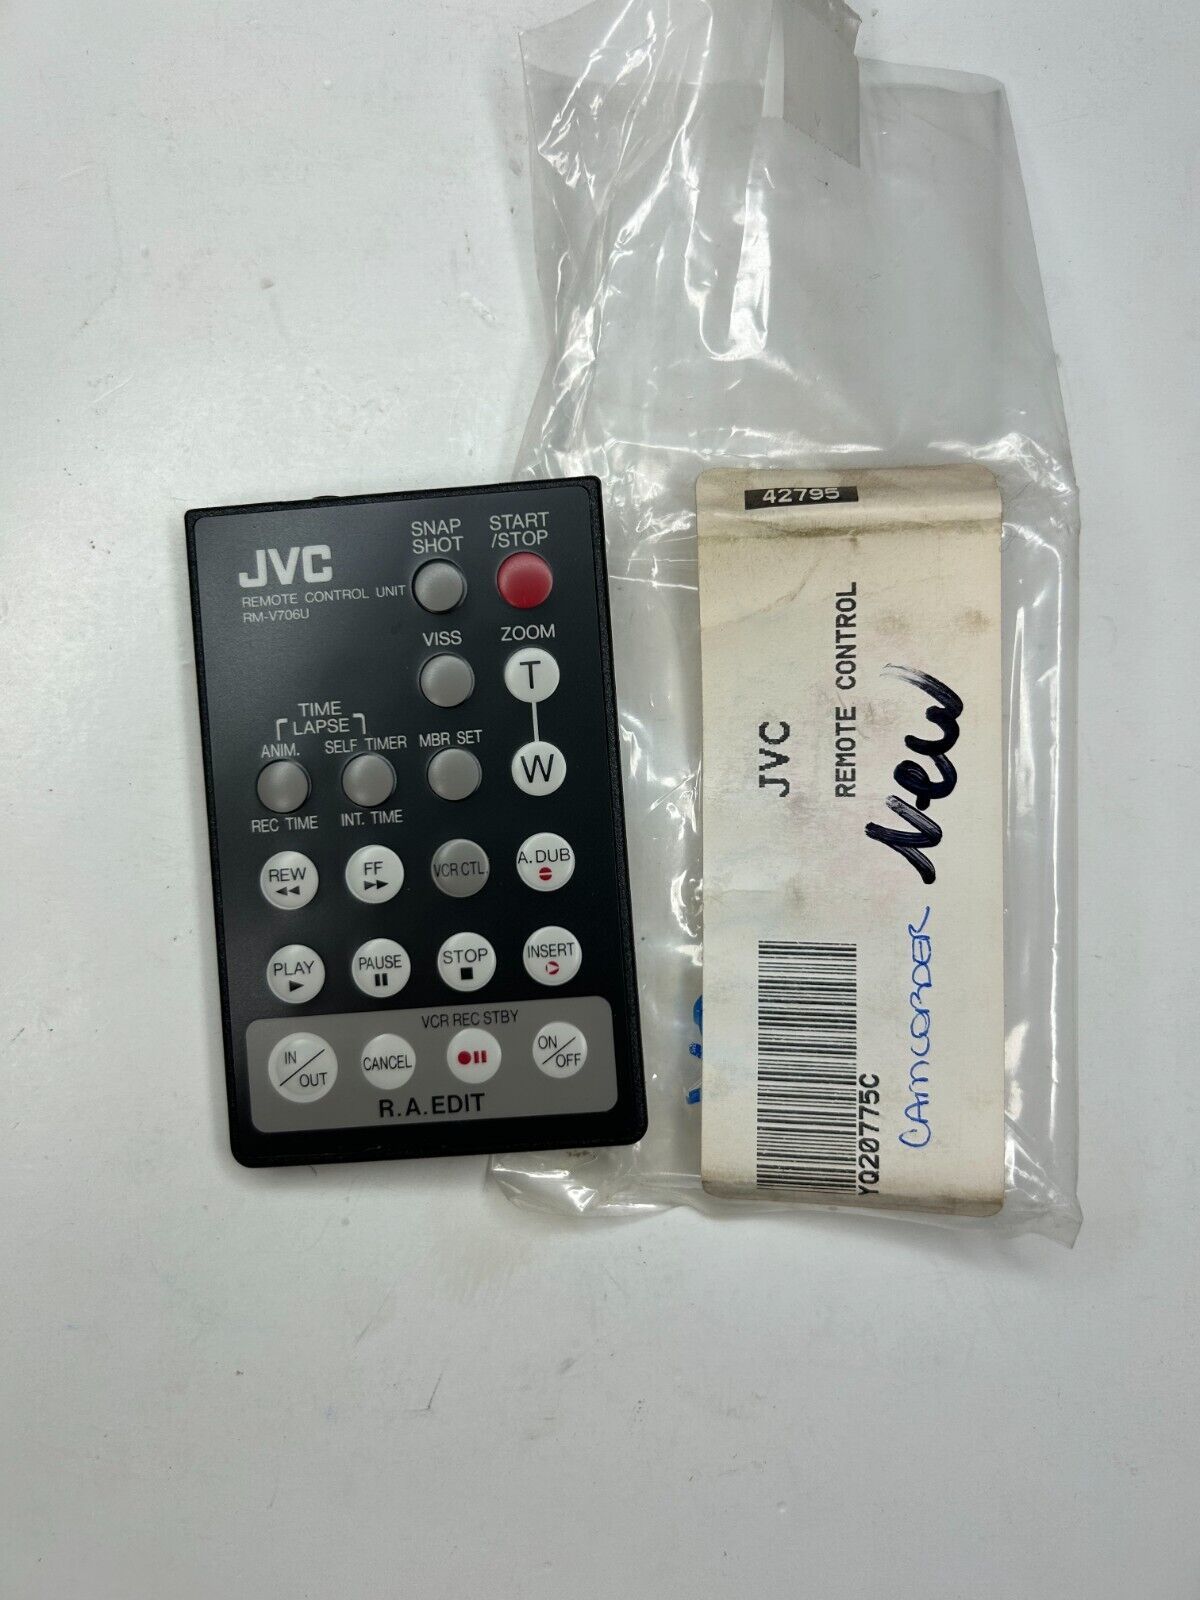 JVC
REMOTE CONTROL UNIT
RM-V706U
SNAP
SHOT
START
/STOP
VISS
ZOOM
T
W
TIME
LAPSE
ANIM.
SELF TIMER
MBR SET
REC TIME
INT. TIME
REW
FF
VCR CTL.
A.DUB
PLAY
PAUSE
STOP
INSERT
VCR REC STBY
IN
/OUT
CANCEL
ON
/OFF
R.A.EDIT
42795
JVC
REMOTE CONTROL
New
YQ20775C
CAMCORDER